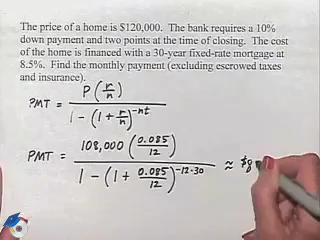 The price of a home is $120,000. The bank requires a 10%
down payment and two points at the time of closing. The cost
of the home is financed with a 30-year fixed-rate mortgage at
8.5%. Find the monthly payment (excluding escrowed taxes
and insurance).
PMT = P(r/n) / 1 - (1 + r/n)^-nt
PMT = 108,000 (0.085/12) / 1 - (1 + 0.085/12)^-12·30 ≈ $8